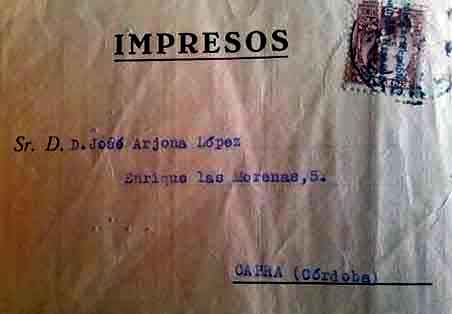 IMPRESOS
Sr. D. D. José Arjona López
Enrique las Morenas, 5.
CABRA (Córdoba)